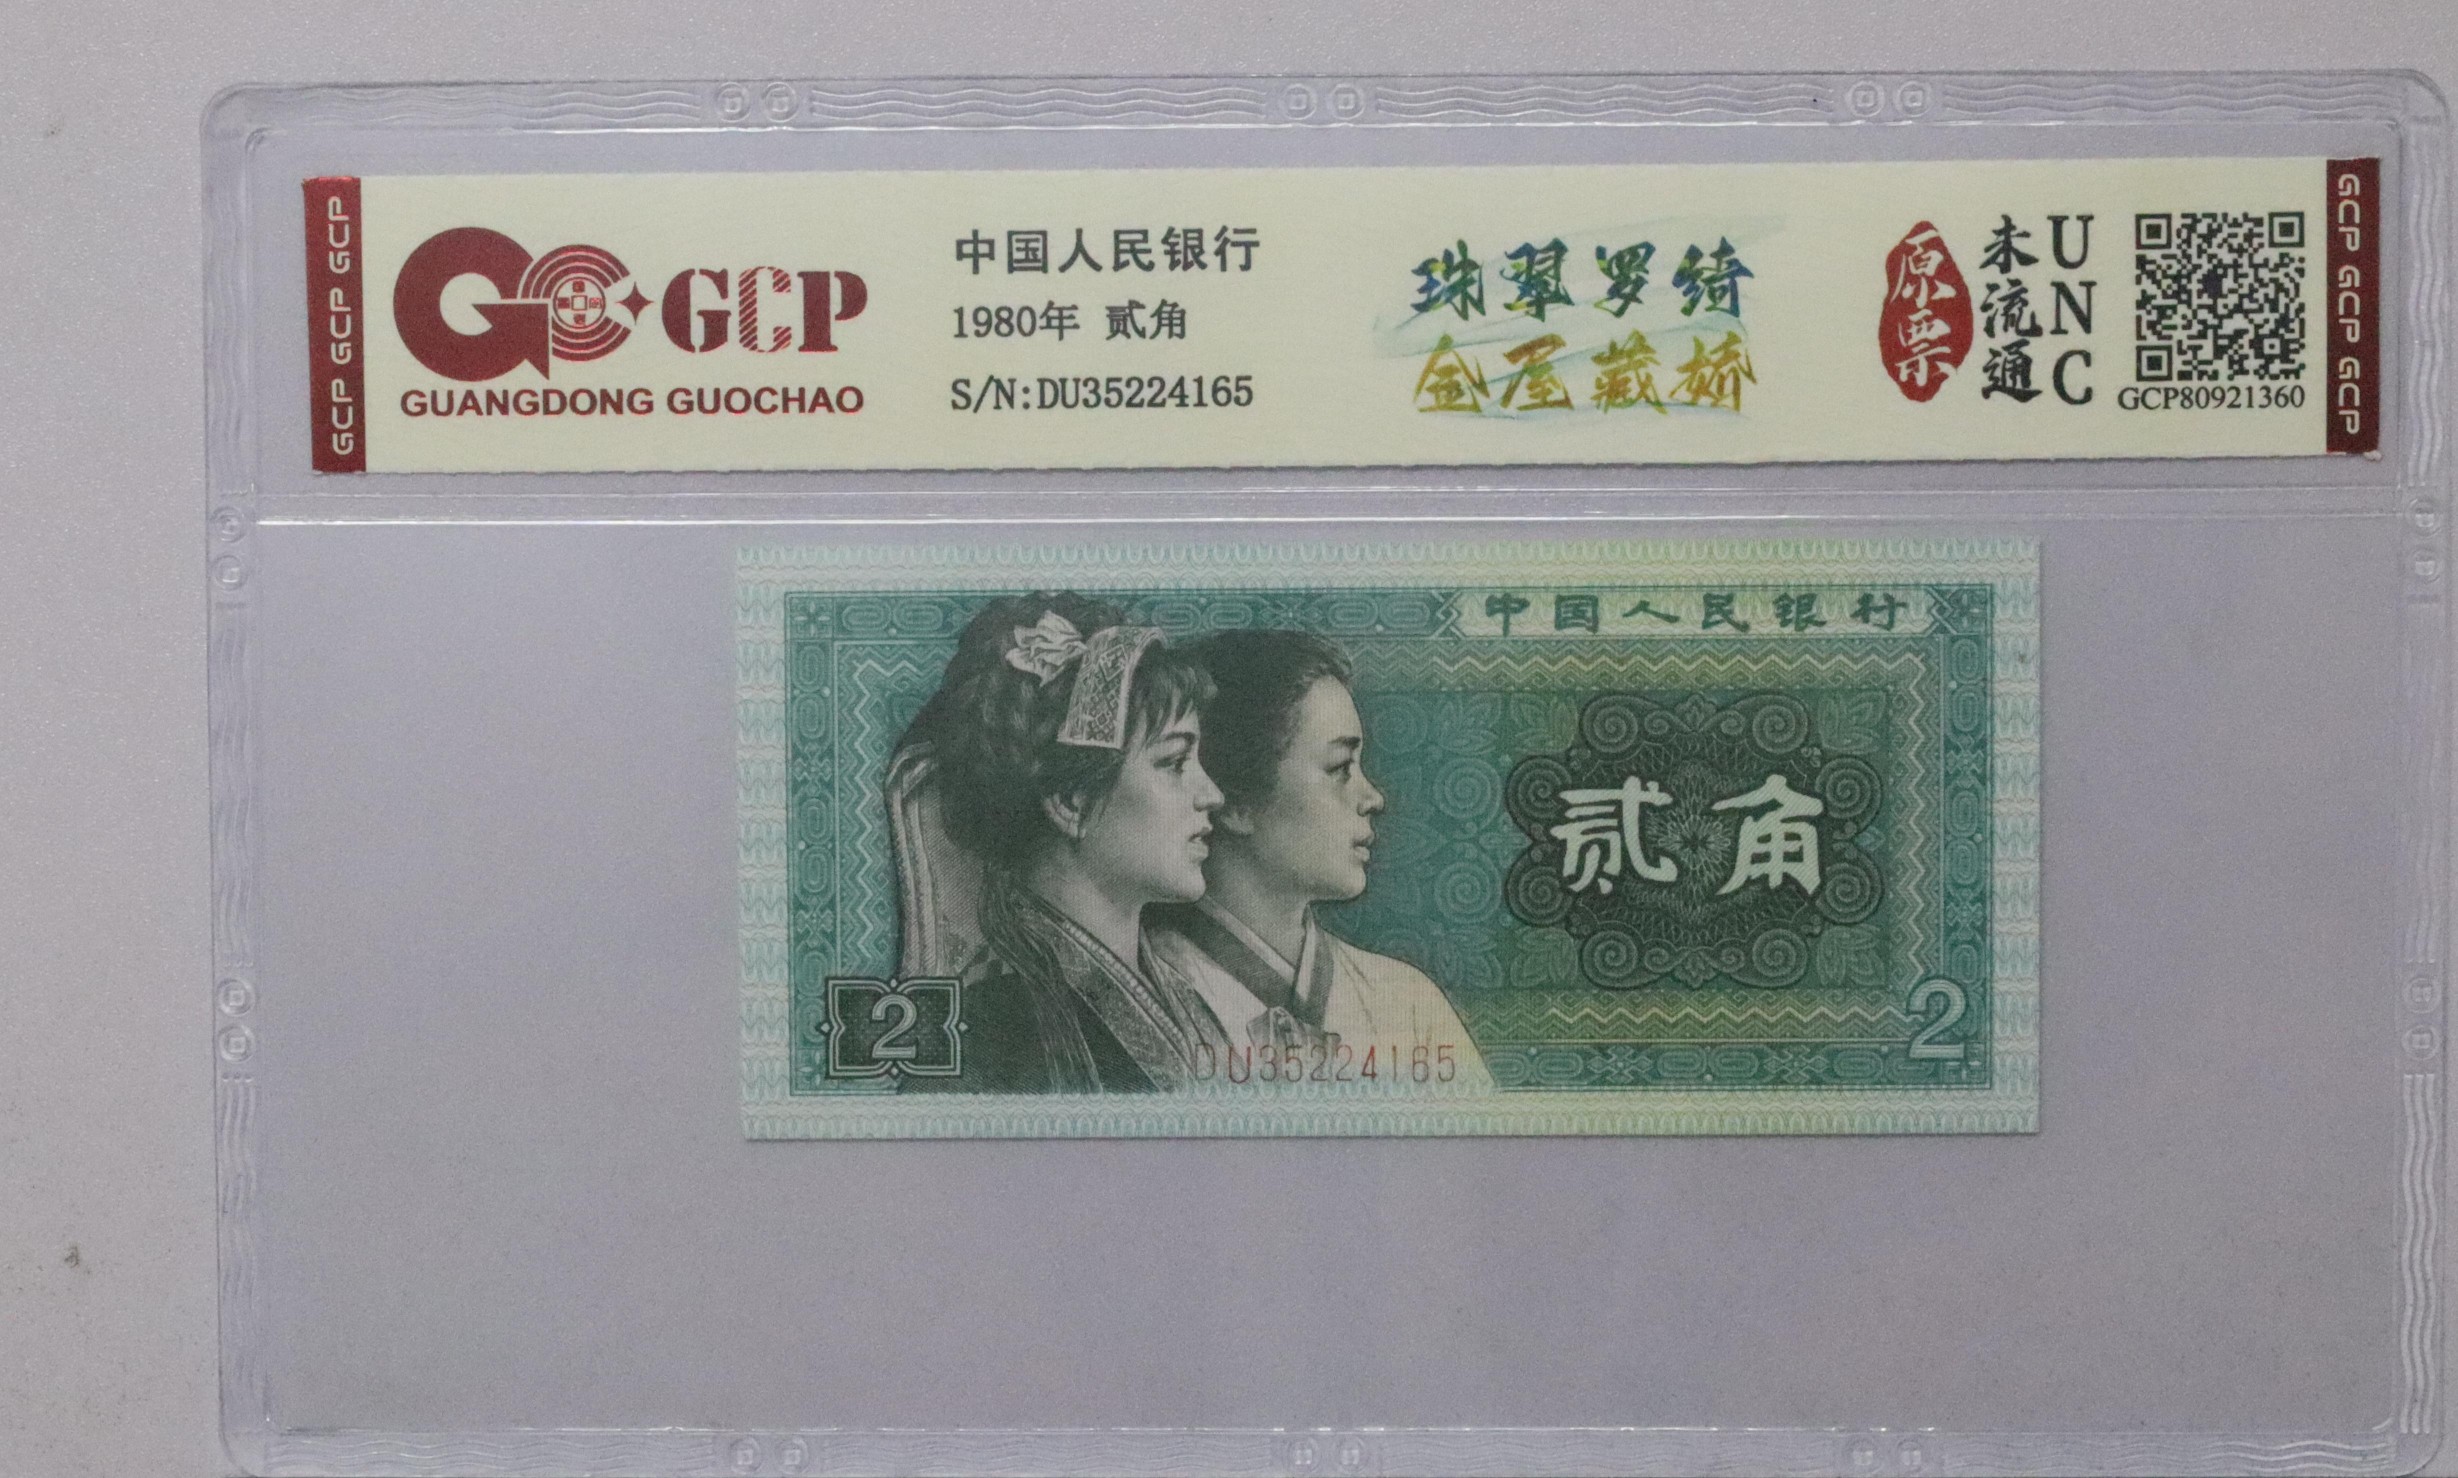 GCP GCP GCP
GCP
GUANGDONG GUOCHAO
中国人民银行
1980年 贰角
S/N:DU35224165
珠翠罗绮
金屋藏娇
原票
未流通
UNC
GCP80921360
GCP GCP GCP
中国人民银行
贰角
2
2
DU35224165